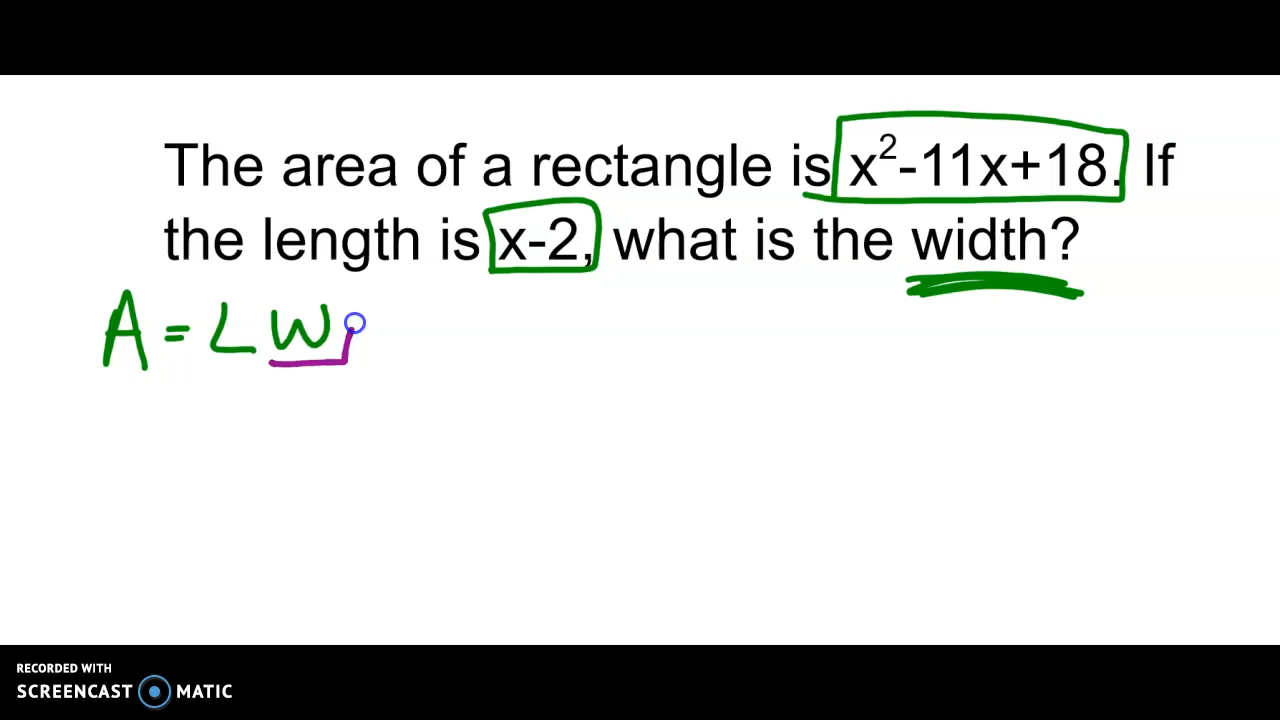 The area of a rectangle is x²-11x+18. If
the length is x-2, what is the width?
A = L W
RECORDED WITH
SCREENCAST MATIC